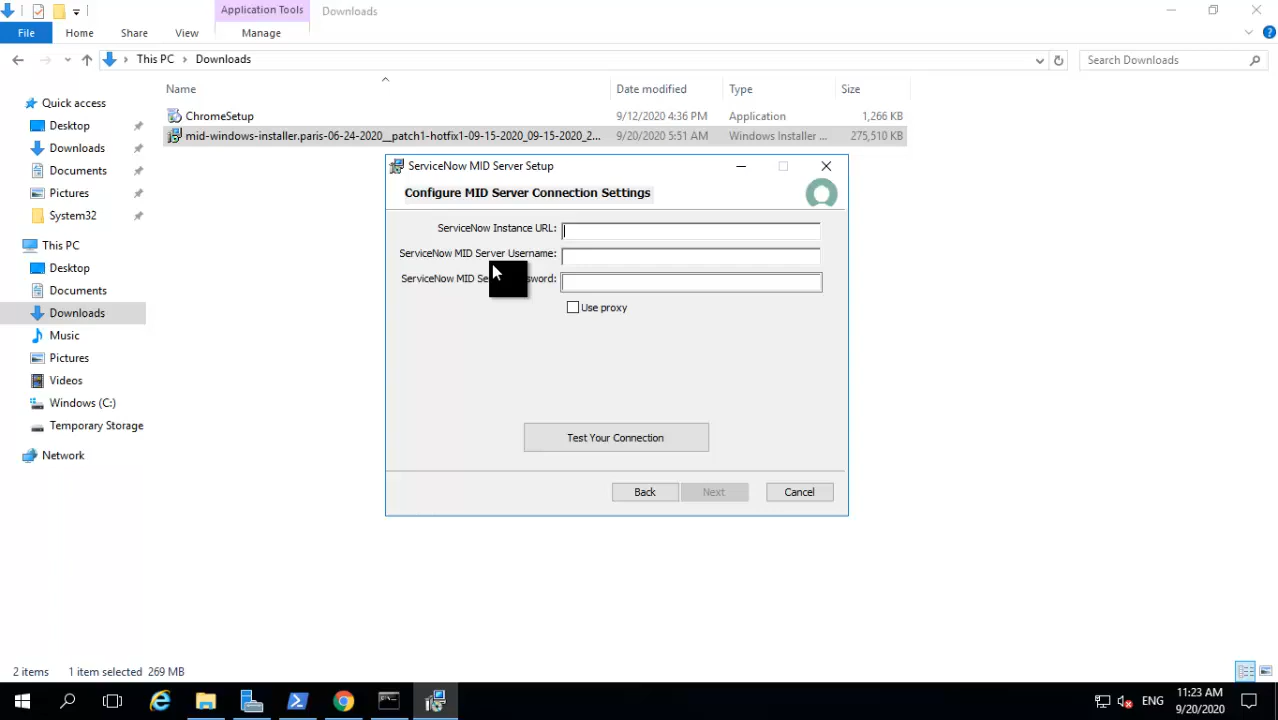 Application Tools
Downloads
File
Home
Share
View
Manage
This PC
Downloads
Search Downloads
Name
Date modified
Type
Size
Quick access
Desktop
Downloads
Documents
Pictures
System32
This PC
Desktop
Documents
Downloads
Music
Pictures
Videos
Windows (C:)
Temporary Storage
Network
ChromeSetup
9/12/2020 4:36 PM
Application
1,266 KB
mid-windows-installer.paris-06-24-2020__patch1-hotfix1-09-15-2020_09-15-2020_2...
9/20/2020 5:51 AM
Windows Installer ...
275,510 KB
ServiceNow MID Server Setup
Configure MID Server Connection Settings
ServiceNow Instance URL:
ServiceNow MID Server Username:
ServiceNow MID
Use proxy
Test Your Connection
Back
Next
Cancel
2 items
1 item selected 269 MB
ENG
11:23 AM
9/20/2020